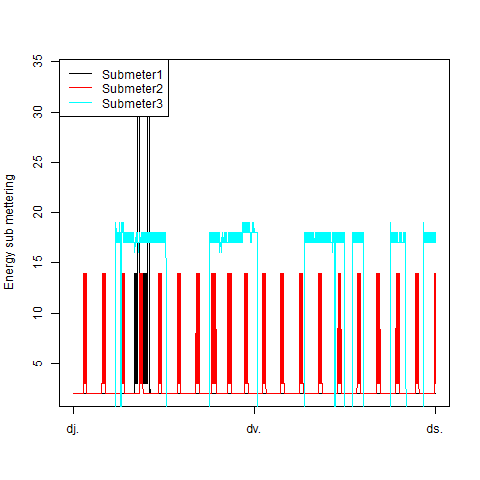 Submeter1
Submeter2
Submeter3
Energy sub mettering
35
30
25
20
15
10
5
dj.
dv.
ds.